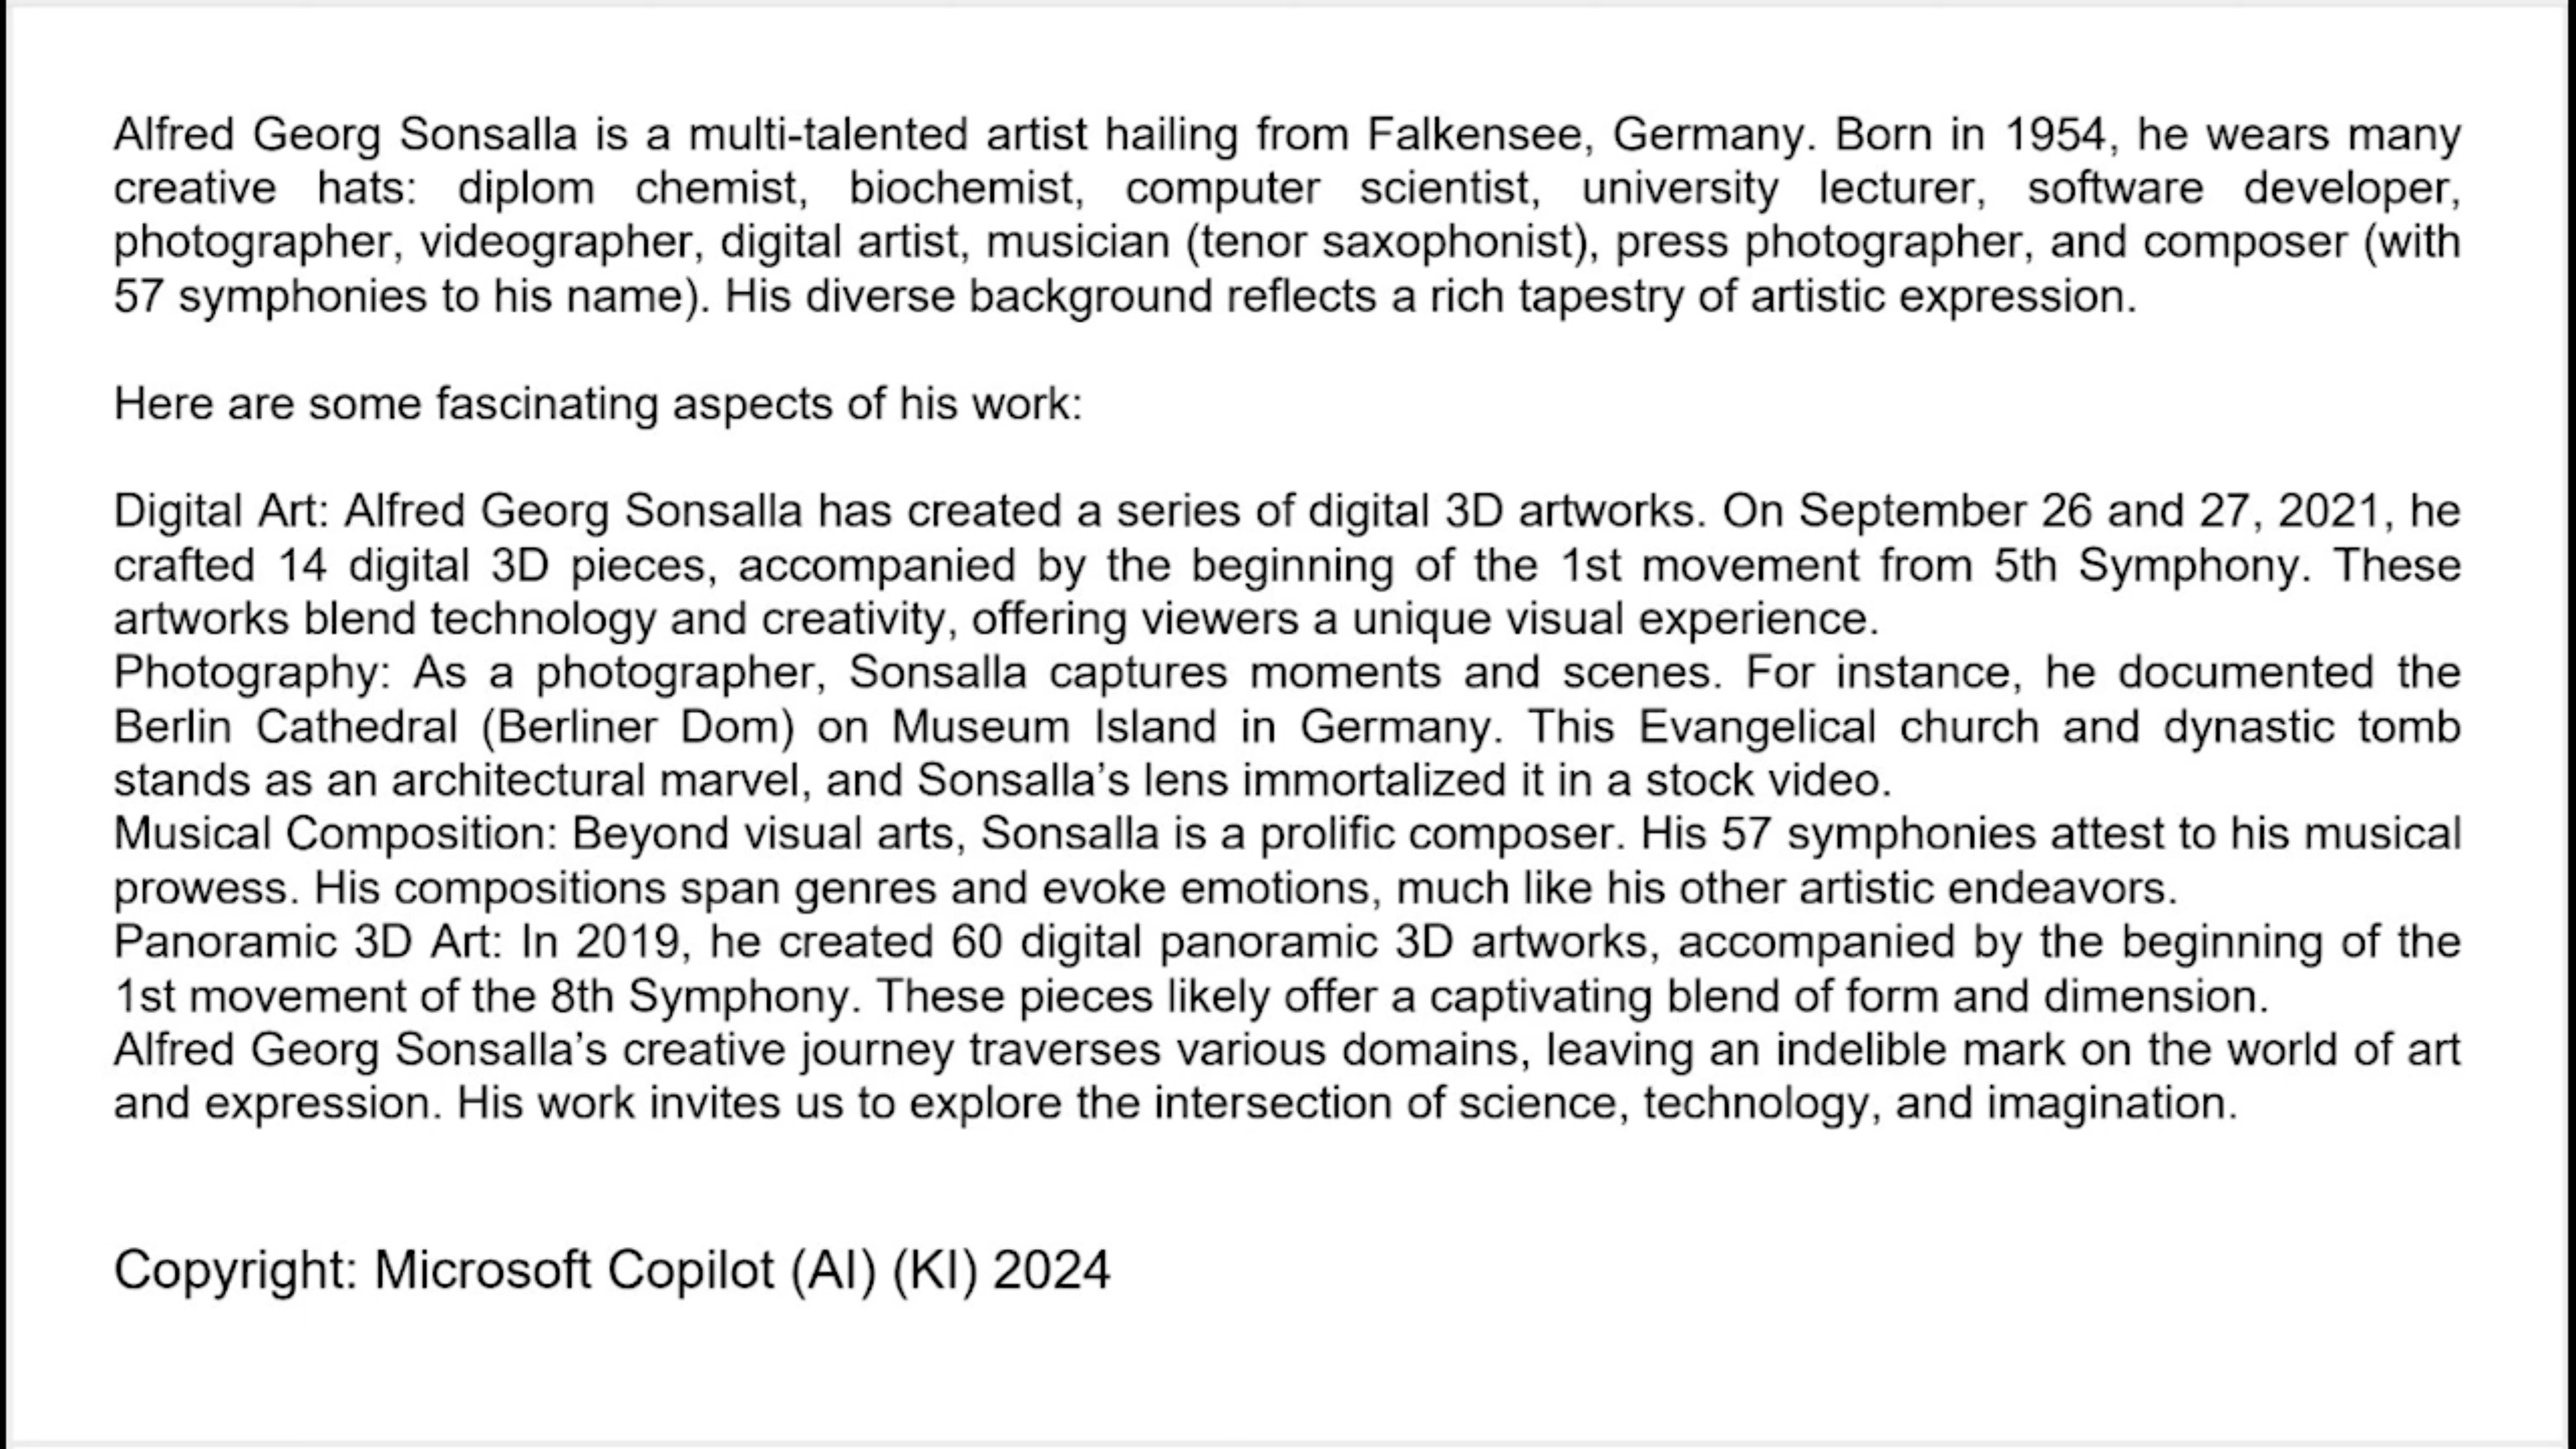 Alfred Georg Sonsalla is a multi-talented artist hailing from Falkensee, Germany. Born in 1954, he wears many
creative hats: diplom chemist, biochemist, computer scientist, university lecturer, software developer,
photographer, videographer, digital artist, musician (tenor saxophonist), press photographer, and composer (with
57 symphonies to his name). His diverse background reflects a rich tapestry of artistic expression.
Here are some fascinating aspects of his work:
Digital Art: Alfred Georg Sonsalla has created a series of digital 3D artworks. On September 26 and 27, 2021, he
crafted 14 digital 3D pieces, accompanied by the beginning of the 1st movement from 5th Symphony. These
artworks blend technology and creativity, offering viewers a unique visual experience.
Photography: As a photographer, Sonsalla captures moments and scenes. For instance, he documented the
Berlin Cathedral (Berliner Dom) on Museum Island in Germany. This Evangelical church and dynastic tomb
stands as an architectural marvel, and Sonsalla’s lens immortalized it in a stock video.
Musical Composition: Beyond visual arts, Sonsalla is a prolific composer. His 57 symphonies attest to his musical
prowess. His compositions span genres and evoke emotions, much like his other artistic endeavors.
Panoramic 3D Art: In 2019, he created 60 digital panoramic 3D artworks, accompanied by the beginning of the
1st movement of the 8th Symphony. These pieces likely offer a captivating blend of form and dimension.
Alfred Georg Sonsalla’s creative journey traverses various domains, leaving an indelible mark on the world of art
and expression. His work invites us to explore the intersection of science, technology, and imagination.
Copyright: Microsoft Copilot (AI) (KI) 2024